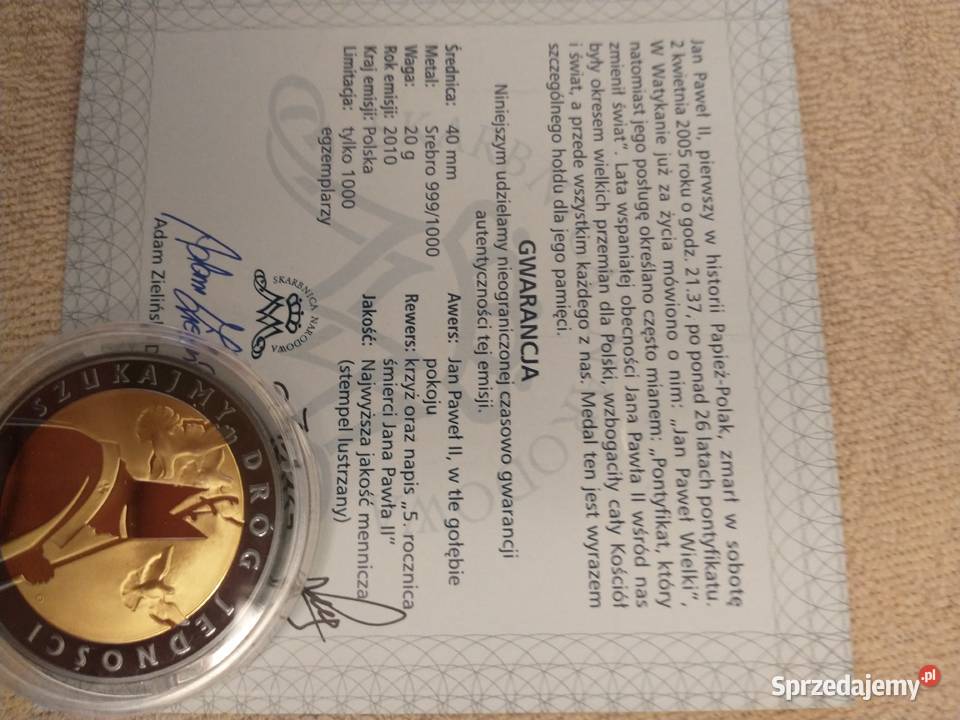 Jan Paweł II, pierwszy w historii Papież-Polak, zmarł w sobotę
2 kwietnia 2005 roku o godz. 21.37, po ponad 26 latach pontyfikatu.
W Watykanie już za życia mówiono o nim: „Jan Paweł Wielki",
natomiast jego posługę określano często mianem: „Pontyfikat, który
zmienił świat". Lata wspaniałej obecności Jana Pawła II wśród nas
były okresem wielkich przemian dla Polski, wzbogaciły cały Kościół
i świat, a przede wszystkim każdego z nas. Medal ten jest wyrazem
szczególnego hołdu dla jego pamięci.
GWARANCJA
Niniejszym udzielamy nieograniczonej czasowo gwarancji
autentyczności tej emisji.
Średnica: 40 mm
Metal: Srebro 999/1000
Waga: 20 g
Rok emisji: 2010
Kraj emisji: Polska
Limitacja: tylko 1000
egzemplarzy
Awers: Jan Paweł II, w tle gołębie
pokoju
Rewers: krzyż oraz napis „5. rocznica
śmierci Jana Pawła II"
Jakość: Najwyższa jakość mennicza
(stempel lustrzany)
SKARBNICA NARODOWA
Adam Zielińs
SZUKAJMY DRÓG JEDNOŚCI
Sprzedajemy.pl